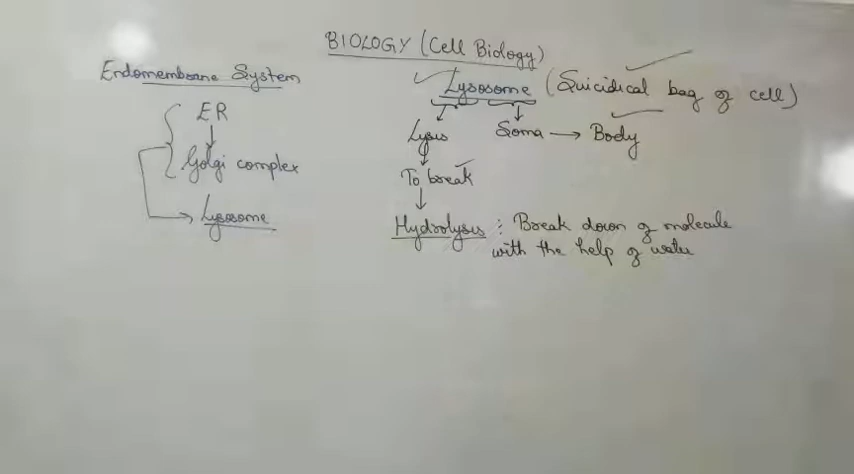 BIOLOGY (Cell Biology)
Endomembrane System
ER
Golgi complex
Lysosome
Lysosome (Suicidical bag of cell)
Lysis Soma → Body
To break
Hydrolysis : Break down of molecule
with the help of water